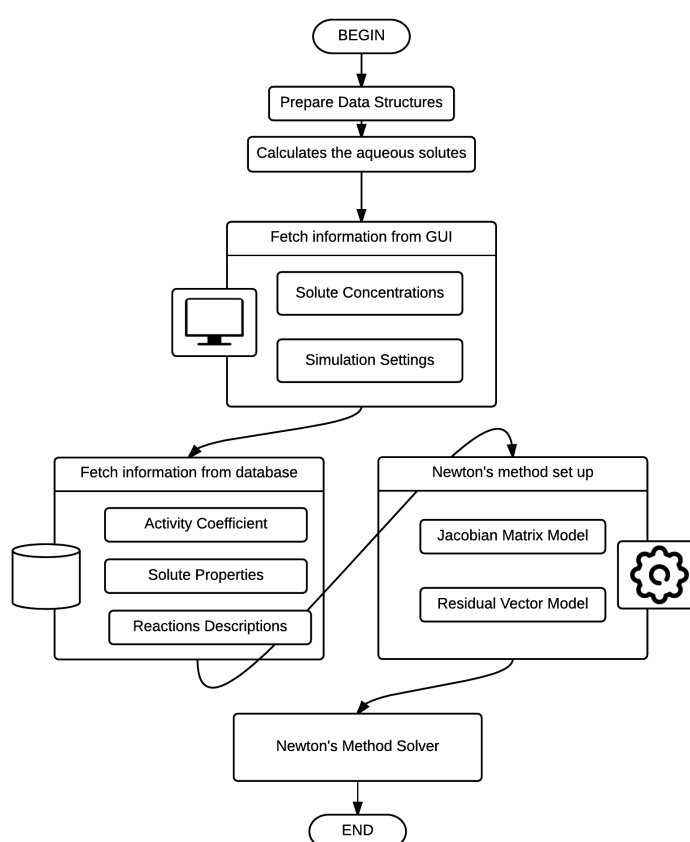 BEGIN
Prepare Data Structures
Calculates the aqueous solutes
Fetch information from GUI
Solute Concentrations
Simulation Settings
Fetch information from database
Activity Coefficient
Solute Properties
Reactions Descriptions
Newton's method set up
Jacobian Matrix Model
Residual Vector Model
Newton's Method Solver
END